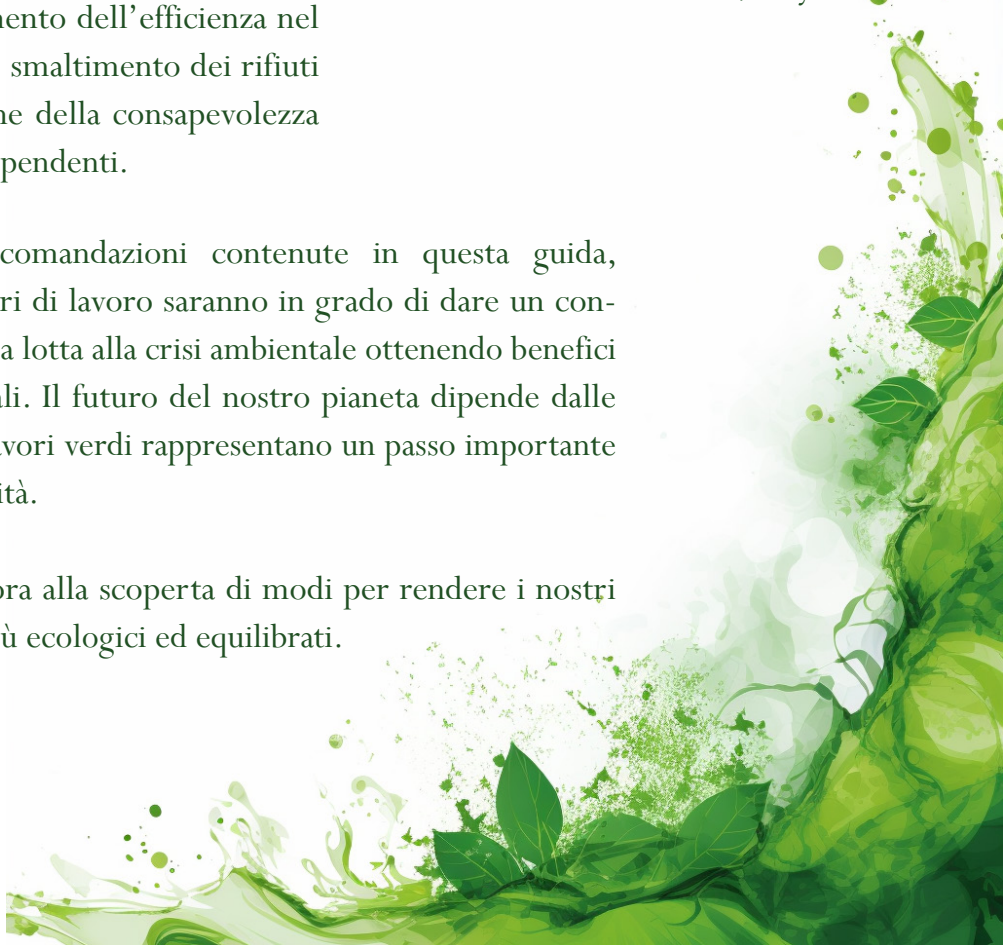 mento dell’efficienza nel
smaltimento dei rifiuti
ne della consapevolezza
pendenti.
comandazioni contenute in questa guida,
ri di lavoro saranno in grado di dare un con-
a lotta alla crisi ambientale ottenendo benefici
li. Il futuro del nostro pianeta dipende dalle
avori verdi rappresentano un passo importante
ità.
ora alla scoperta di modi per rendere i nostri
ù ecologici ed equilibrati.